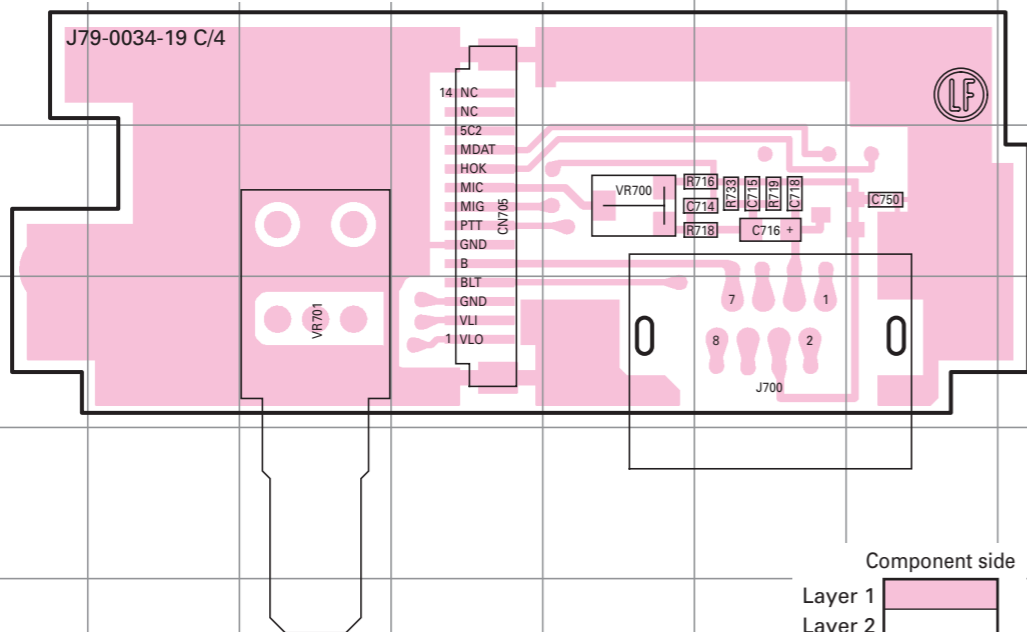 J79-0034-19 C/4
LF
14 NC
NC
5C2
MDAT
HOK
MIC
MIG
PTT
GND
B
BLT
GND
VLI
1 VLO
CN705
VR701
VR700
R716
C714
R718
R733
C715
R719
C718
C716 +
C750
7
1
8
2
J700
Component side
Layer 1
Layer 2